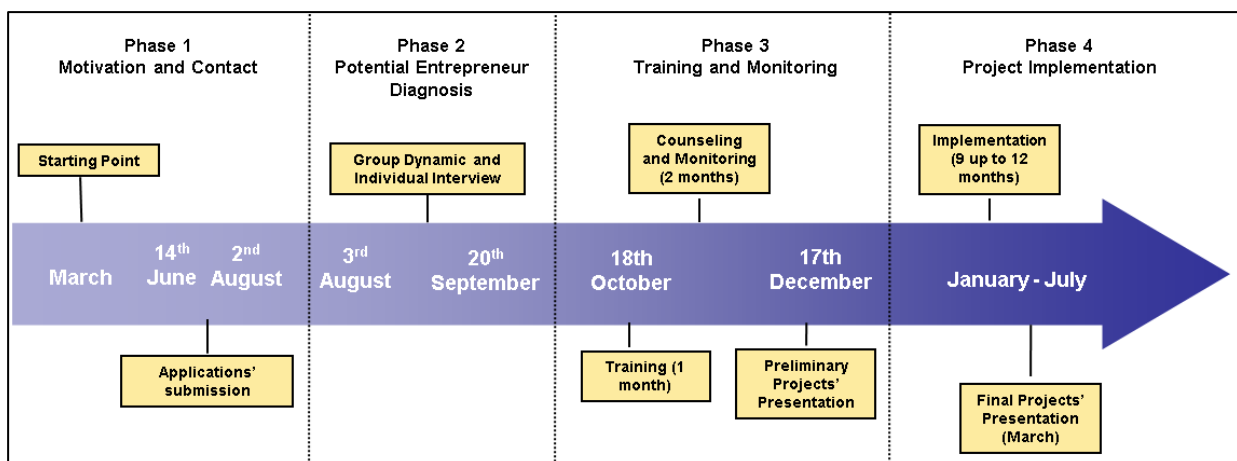 Phase 1
Motivation and Contact
Phase 2
Potential Entrepreneur
Diagnosis
Phase 3
Training and Monitoring
Phase 4
Project Implementation
Starting Point
Group Dynamic and
Individual Interview
Counseling
and Monitoring
(2 months)
Implementation
(9 up to 12
months)
March
14th
June
2nd
August
3rd
August
20th
September
18th
October
17th
December
January - July
Applications’
submission
Training (1
month)
Preliminary
Projects’
Presentation
Final Projects’
Presentation
(March)